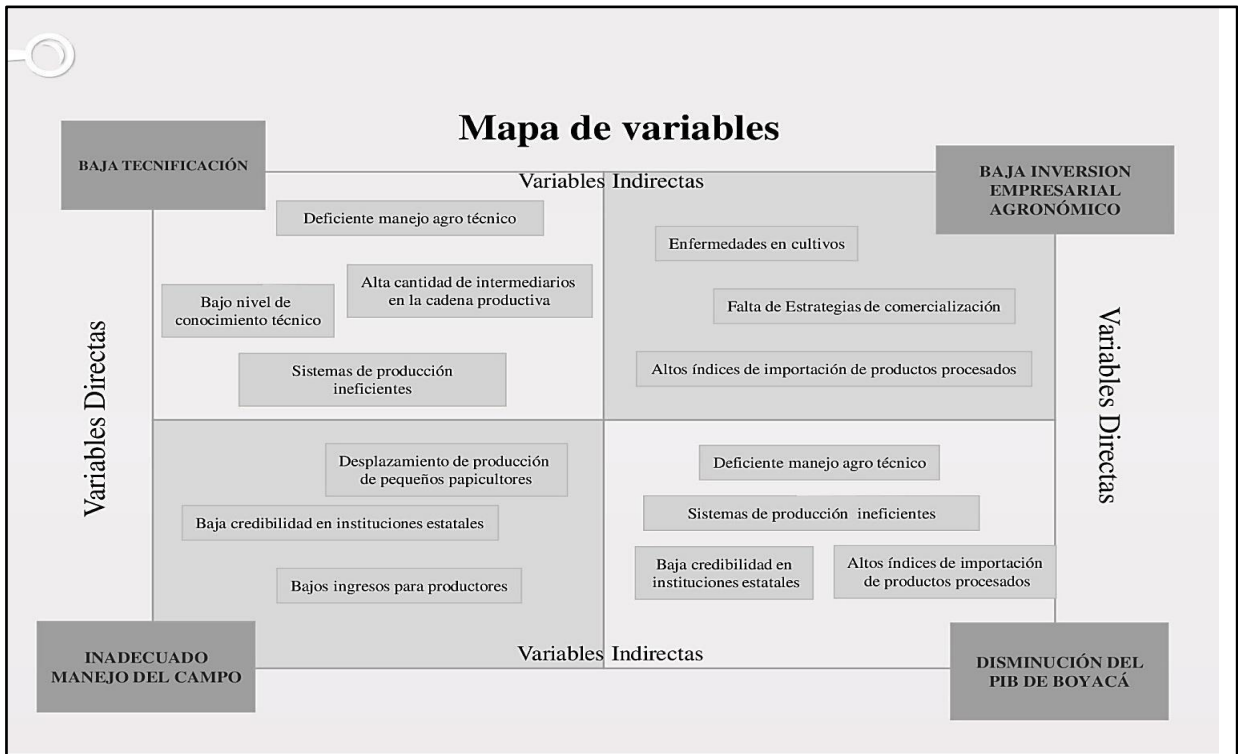 Mapa de variables
BAJA TECNIFICACIÓN
BAJA INVERSION
EMPRESARIAL
AGRONÓMICO
Variables Indirectas
Variables Directas
Deficiente manejo agro técnico
Alta cantidad de intermediarios
en la cadena productiva
Bajo nivel de
conocimiento técnico
Sistemas de producción
ineficientes
Enfermedades en cultivos
Falta de Estrategias de comercialización
Altos índices de importación de productos procesados
Variables Directas
Desplazamiento de producción
de pequeños papicultores
Baja credibilidad en instituciones estatales
Bajos ingresos para productores
Deficiente manejo agro técnico
Sistemas de producción ineficientes
Baja credibilidad en
instituciones estatales
Altos índices de importación
de productos procesados
INADECUADO
MANEJO DEL CAMPO
Variables Indirectas
DISMINUCIÓN DEL
PIB DE BOYACÁ